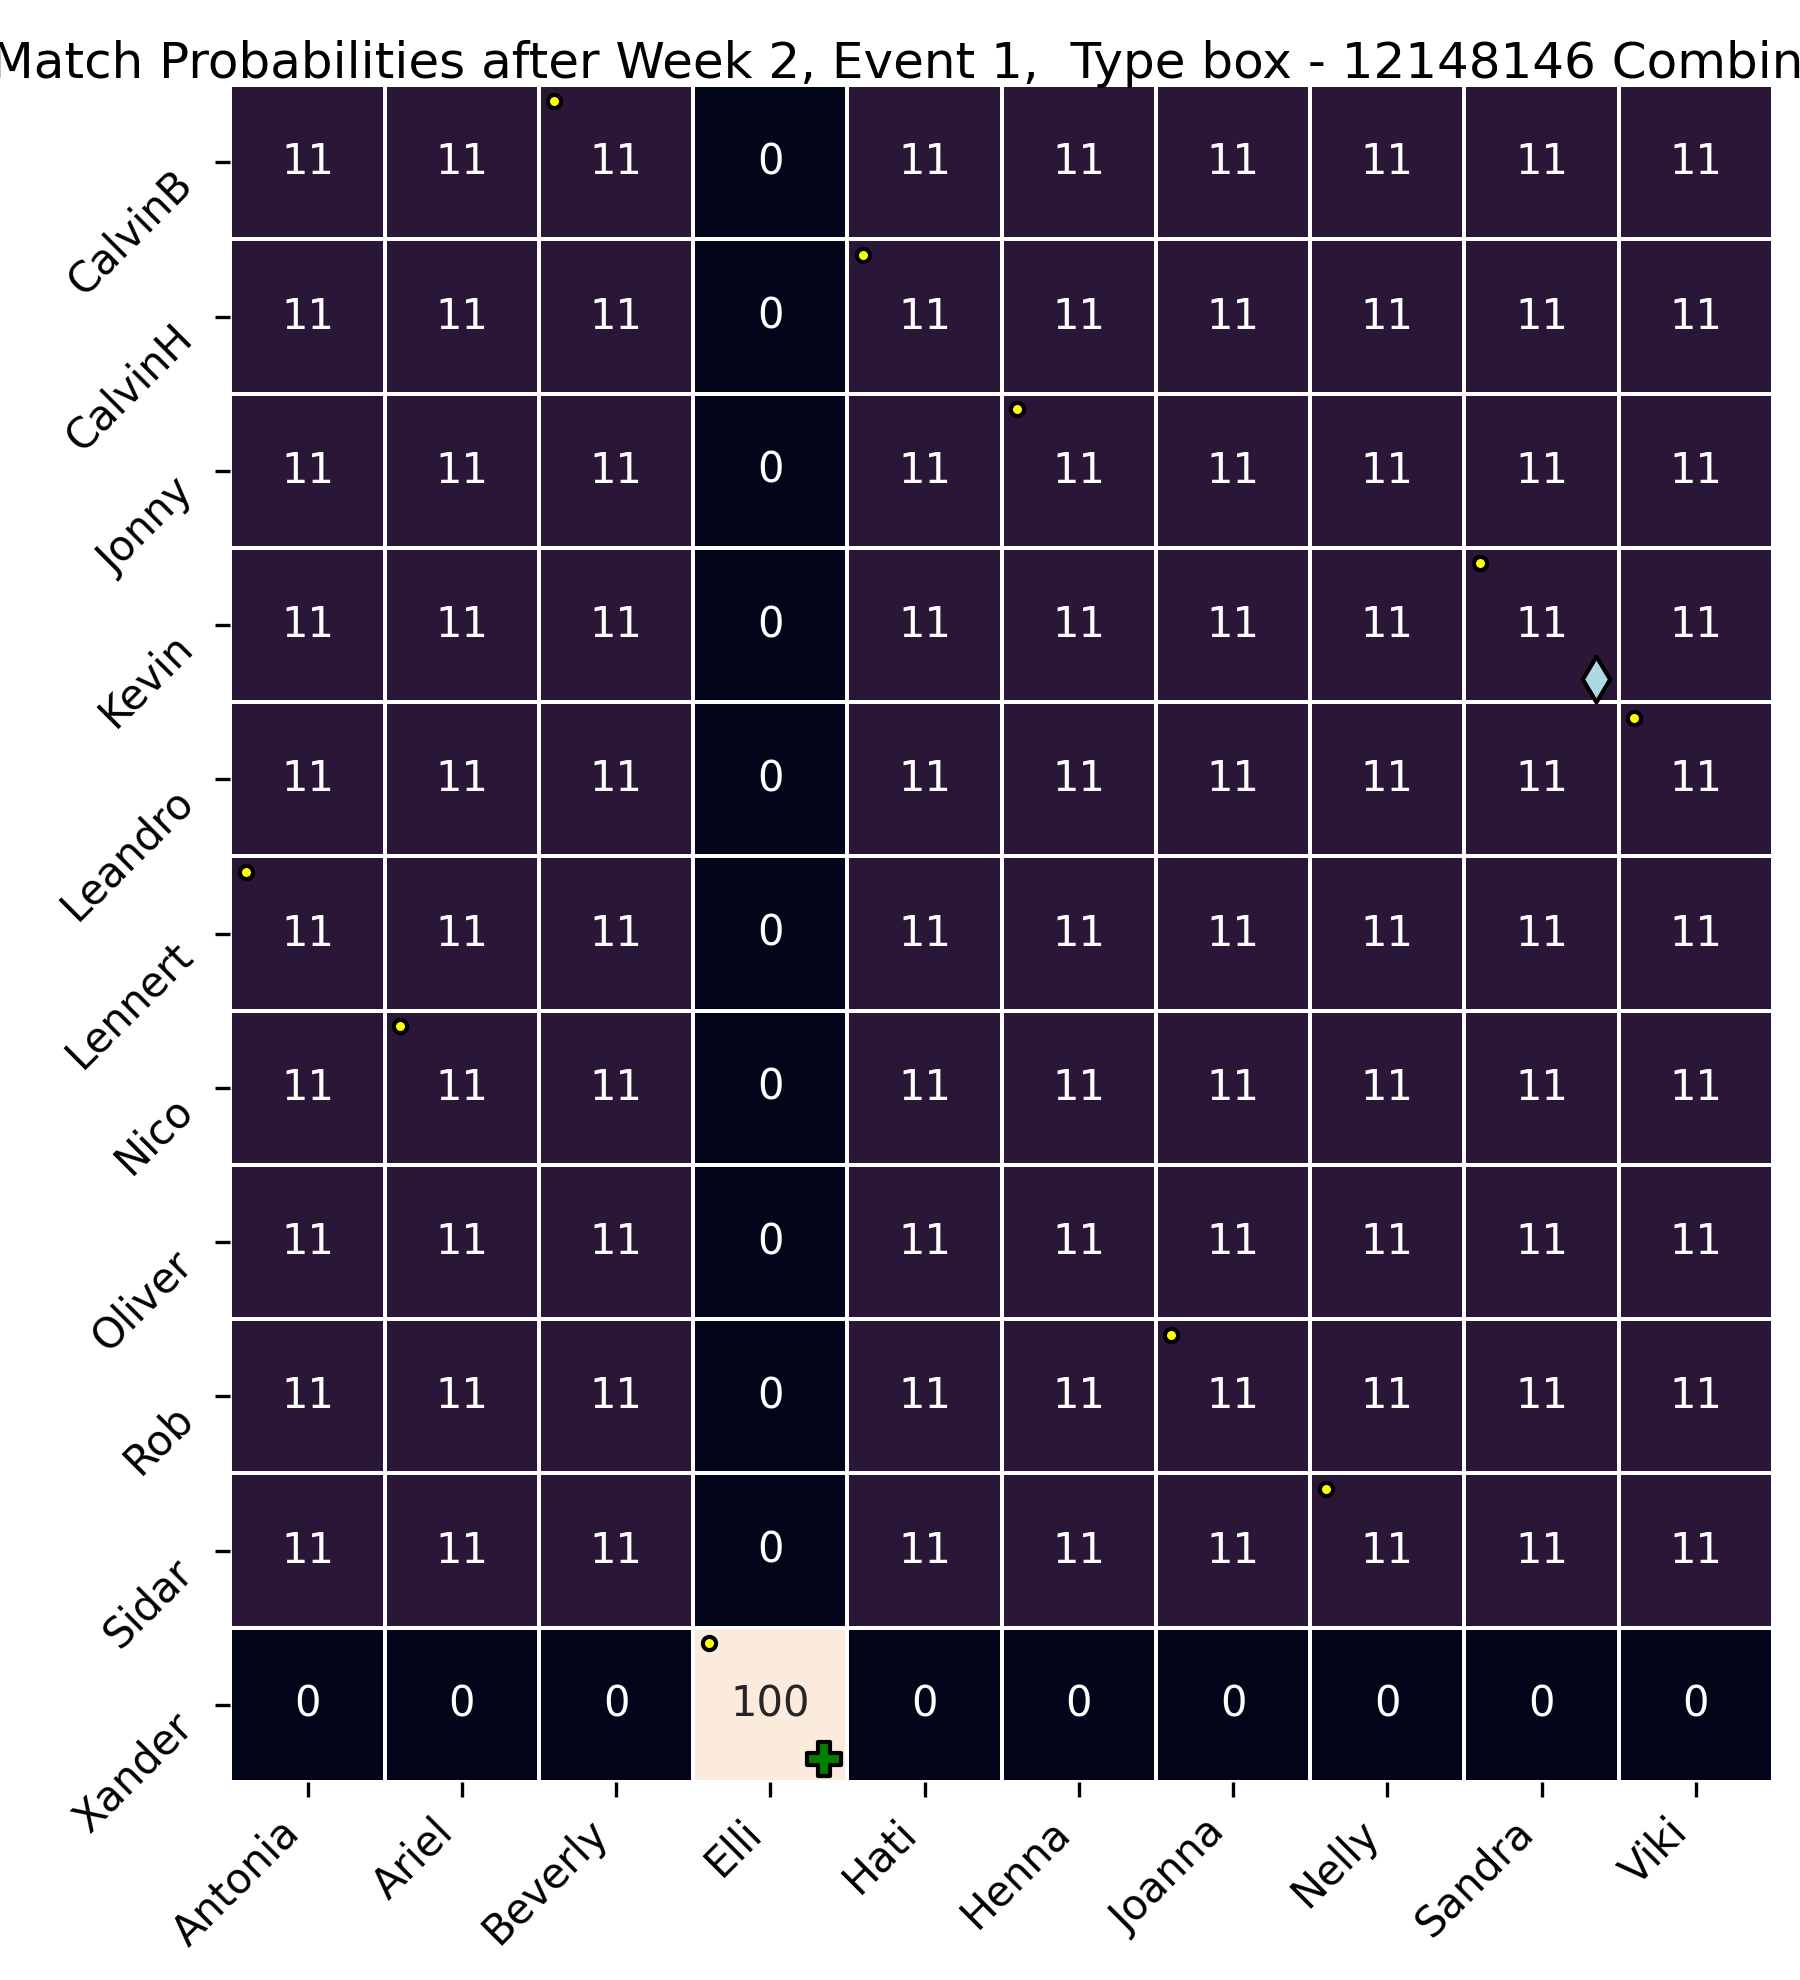 Match Probabilities after Week 2, Event 1, Type box - 12148146 Combin
CalvinB 11 11 11 0 11 11 11 11 11 11
CalvinH 11 11 11 0 11 11 11 11 11 11
Jonny 11 11 11 0 11 11 11 11 11 11
Kevin 11 11 11 0 11 11 11 11 11 11
Leandro 11 11 11 0 11 11 11 11 11 11
Lennert 11 11 11 0 11 11 11 11 11 11
Nico 11 11 11 0 11 11 11 11 11 11
Oliver 11 11 11 0 11 11 11 11 11 11
Rob 11 11 11 0 11 11 11 11 11 11
Sidar 11 11 11 0 11 11 11 11 11 11
Xander 0 0 0 100 0 0 0 0 0 0
Antonia Ariel Beverly Elli Hati Henna Joanna Nelly Sandra Viki